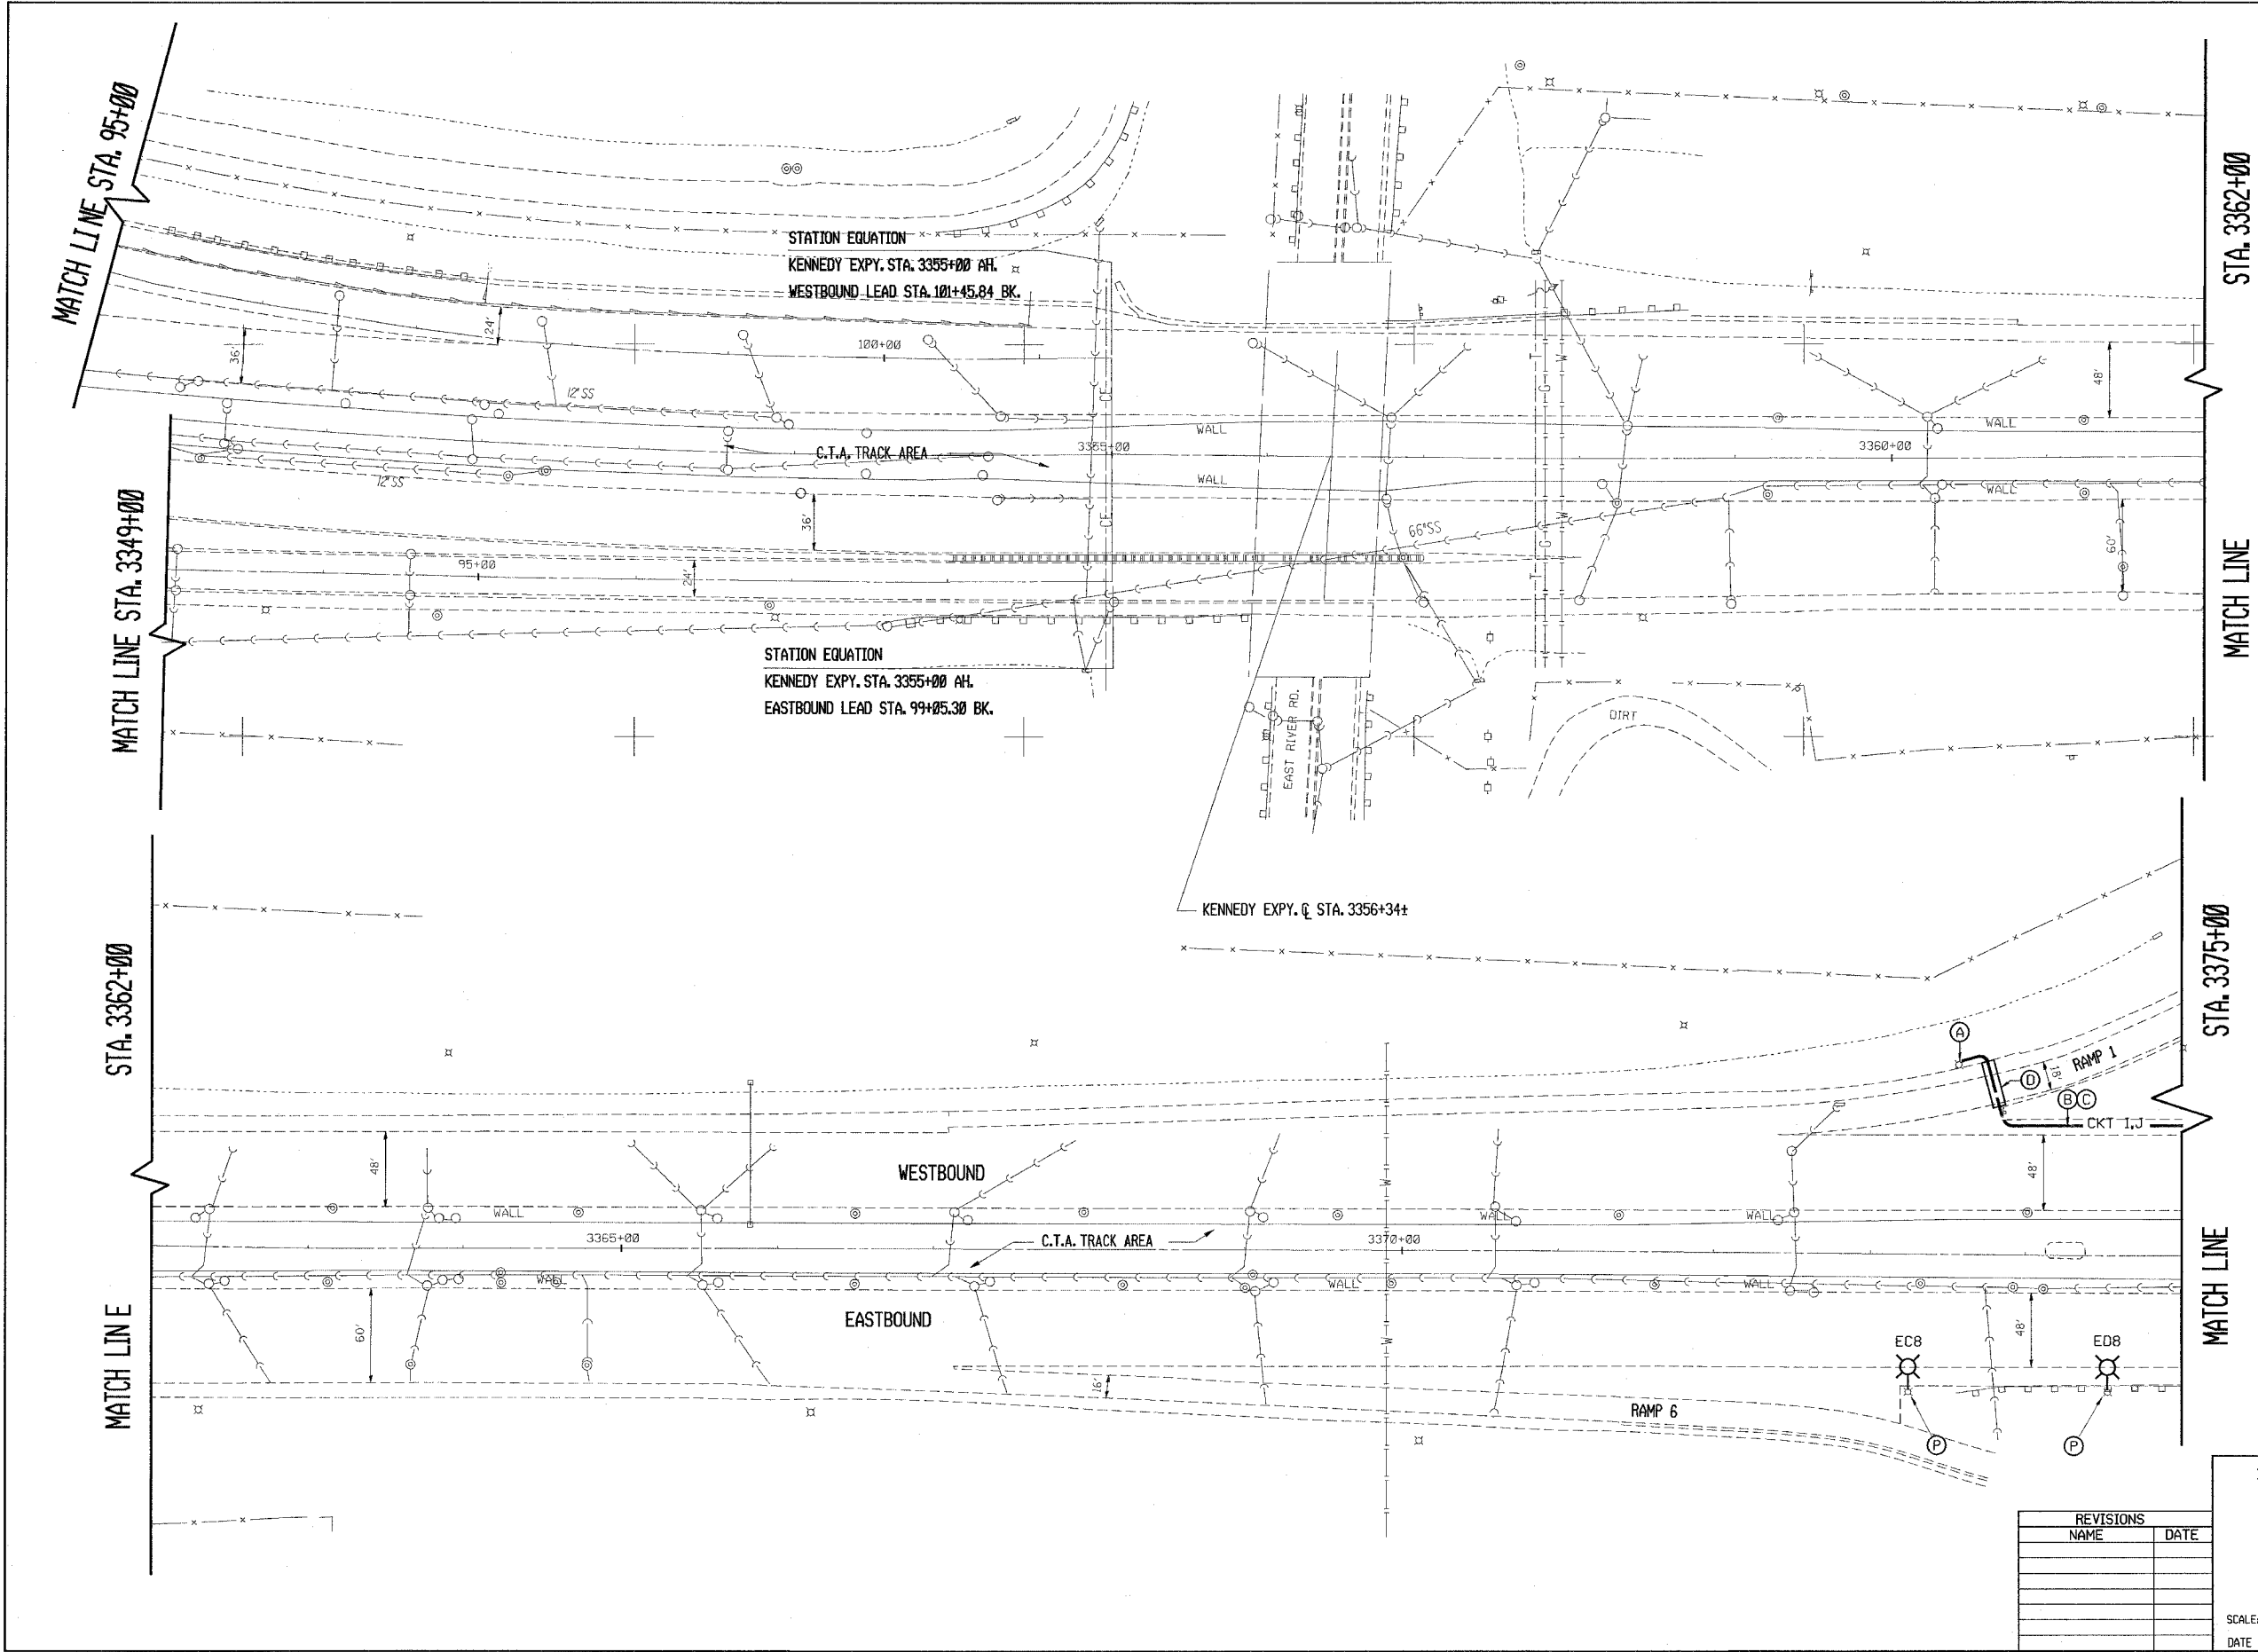 MATCH LINE STA. 95+00
STATION EQUATION
KENNEDY EXPY. STA. 3355+00 AH.
WESTBOUND LEAD STA. 101+45.84 BK.
STA. 3362+00
24'
36'
100+00
48'
12"SS
WALL
WALL
3355+00
3360+00
C.T.A. TRACK AREA
12"SS
WALL
WALL
MATCH LINE STA. 3349+00
36'
CE
CE
T
G
W
T
G
W
66"SS
60'
95+00
24'
MATCH LINE
STATION EQUATION
KENNEDY EXPY. STA. 3355+00 AH.
EASTBOUND LEAD STA. 99+05.30 BK.
EAST RIVER RD.
DIRT
KENNEDY EXPY. ℄ STA. 3356+34±
STA. 3362+00
STA. 3375+00
A
RAMP 1
18'
D
B C
CKT I,J
48'
WESTBOUND
W
48'
WALL
WALL
WALL
3365+00
C.T.A. TRACK AREA
3370+00
WALL
WALL
WALL
MATCH LINE
MATCH LINE
60'
EASTBOUND
W
48'
EC8
ED8
16'
RAMP 6
P
P
REVISIONS
NAME DATE
SCALE:
DATE